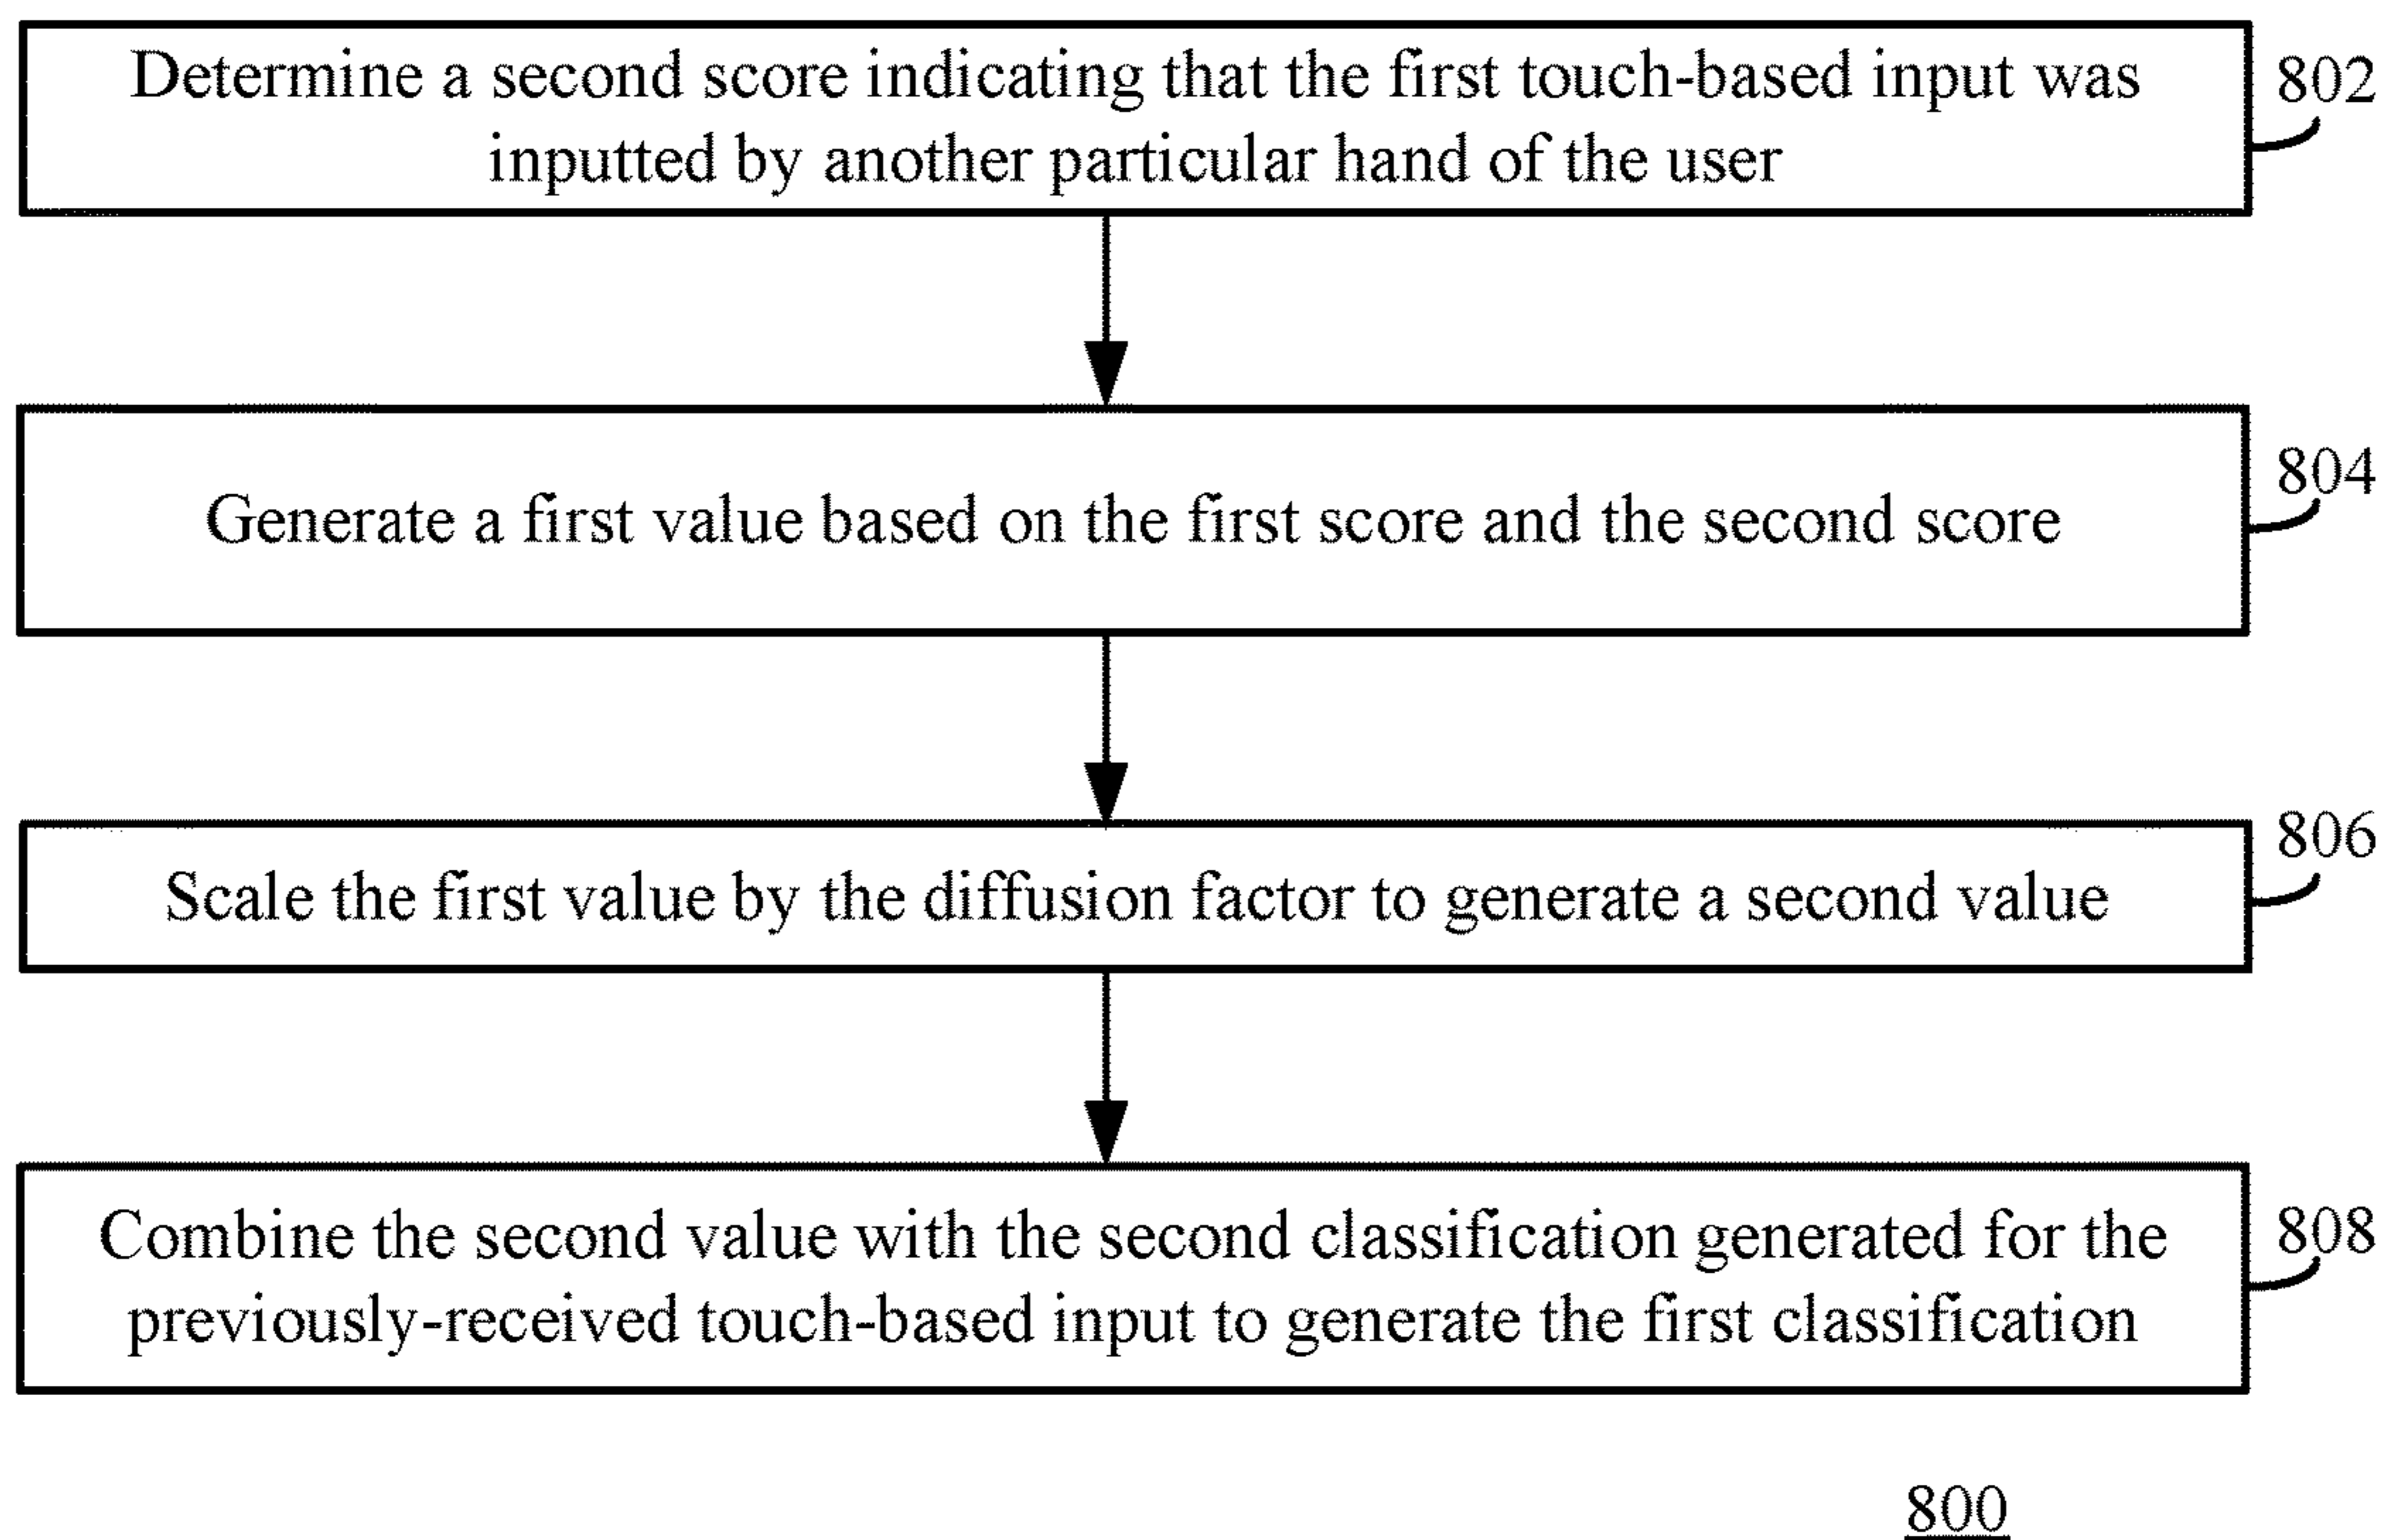 Determine a second score indicating that the first touch-based input was
inputted by another particular hand of the user
802
Generate a first value based on the first score and the second score
804
Scale the first value by the diffusion factor to generate a second value
806
Combine the second value with the second classification generated for the
previously-received touch-based input to generate the first classification
808
800